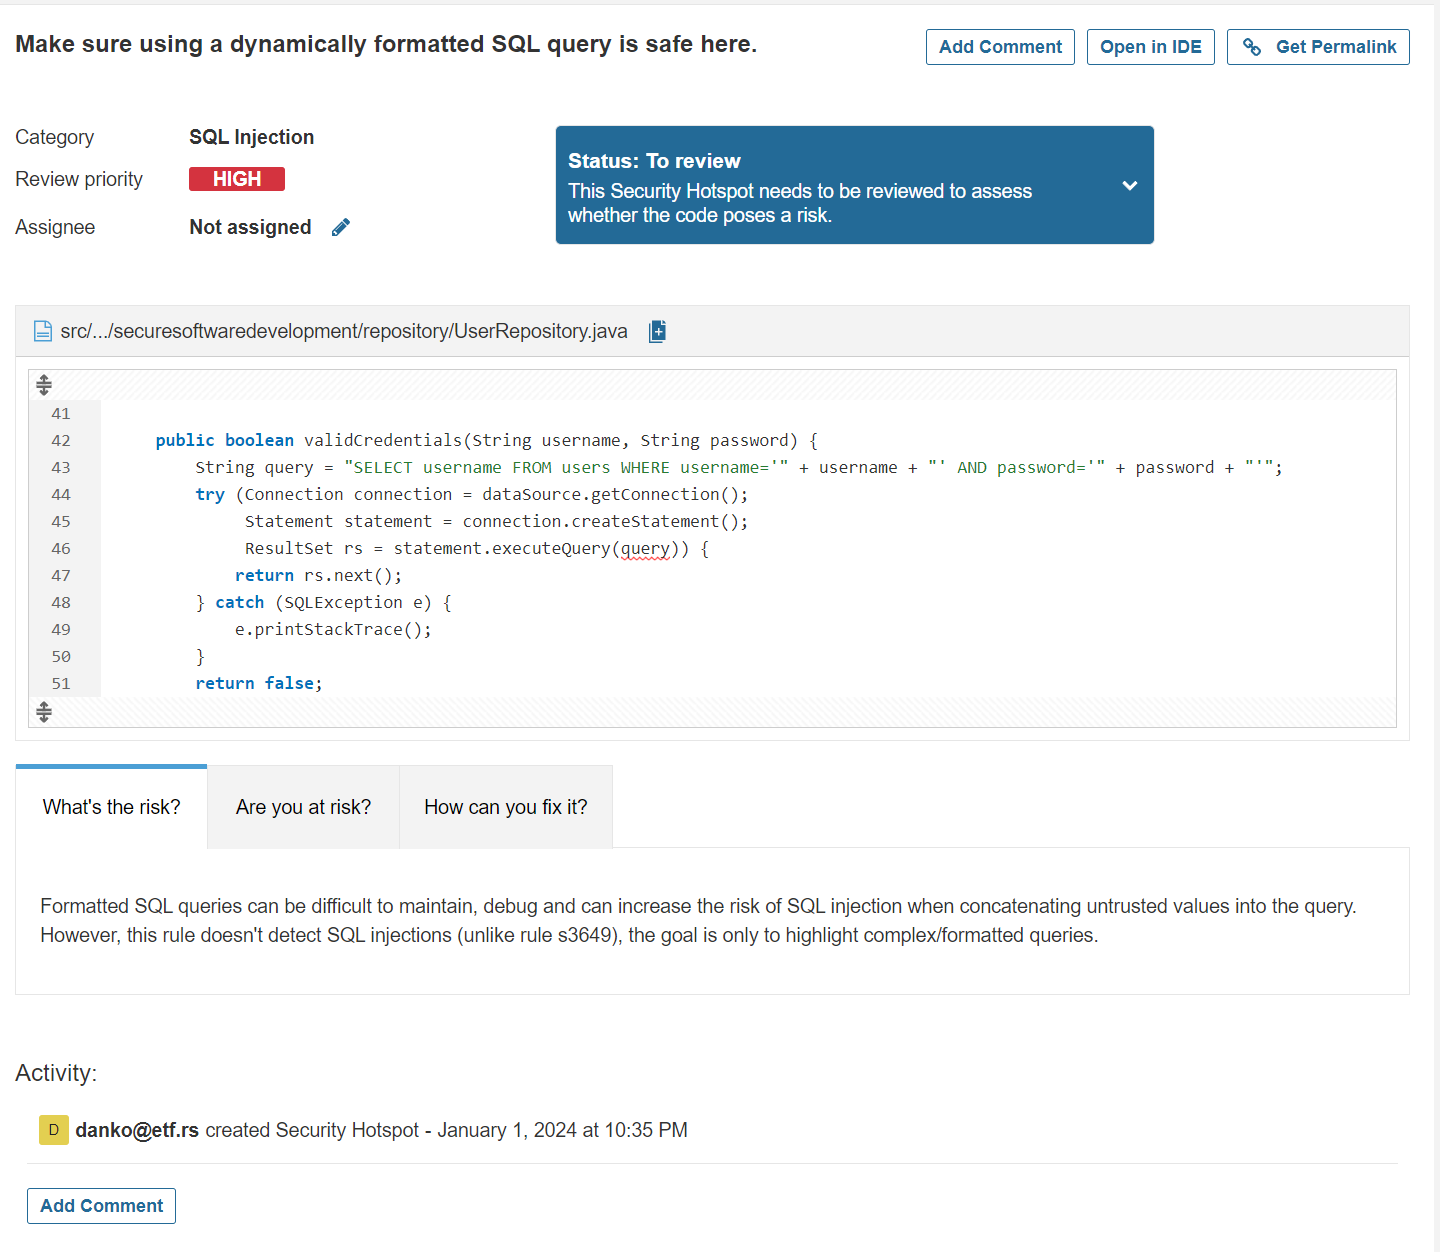 Make sure using a dynamically formatted SQL query is safe here.
Add Comment
Open in IDE
Get Permalink
Category SQL Injection
Review priority HIGH
Assignee Not assigned
Status: To review
This Security Hotspot needs to be reviewed to assess
whether the code poses a risk.
src/.../securesoftwaredevelopment/repository/UserRepository.java
41
42 public boolean validCredentials(String username, String password) {
43 String query = "SELECT username FROM users WHERE username='" + username + "' AND password='" + password + "'";
44 try (Connection connection = dataSource.getConnection();
45 Statement statement = connection.createStatement();
46 ResultSet rs = statement.executeQuery(query)) {
47 return rs.next();
48 } catch (SQLException e) {
49 e.printStackTrace();
50 }
51 return false;
What's the risk?
Are you at risk?
How can you fix it?
Formatted SQL queries can be difficult to maintain, debug and can increase the risk of SQL injection when concatenating untrusted values into the query.
However, this rule doesn't detect SQL injections (unlike rule s3649), the goal is only to highlight complex/formatted queries.
Activity:
D danko@etf.rs created Security Hotspot - January 1, 2024 at 10:35 PM
Add Comment